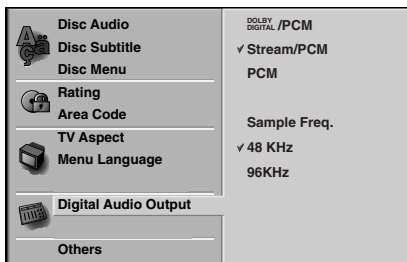 Disc Audio
Disc Subtitle
Disc Menu
Rating
Area Code
TV Aspect
Menu Language
Digital Audio Output
Others
DOLBY DIGITAL /PCM
✓ Stream/PCM
PCM
Sample Freq.
✓ 48 KHz
96KHz